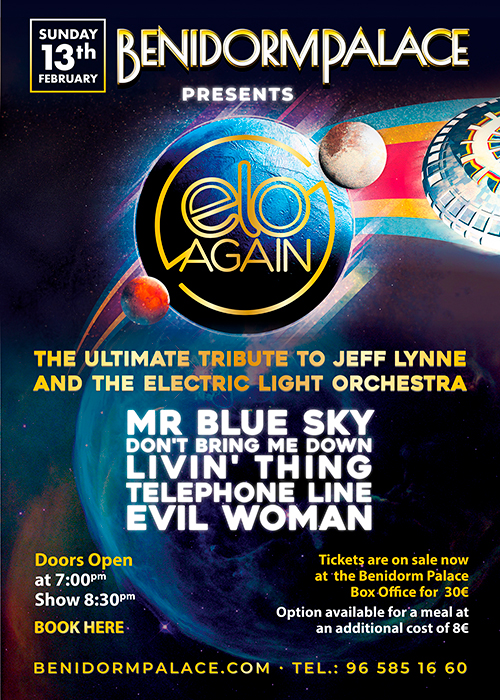 SUNDAY
13th
FEBRUARY
BENIDORM PALACE
PRESENTS
elo
AGAIN
THE ULTIMATE TRIBUTE TO JEFF LYNNE
AND THE ELECTRIC LIGHT ORCHESTRA
MR BLUE SKY
DON'T BRING ME DOWN
LIVIN' THING
TELEPHONE LINE
EVIL WOMAN
Doors Open
at 7:00pm
Show 8:30pm
BOOK HERE
Tickets are on sale now
at the Benidorm Palace
Box Office for 30€
Option available for a meal at
an additional cost of 8€
BENIDORMPALACE.COM · TEL.: 96 585 16 60